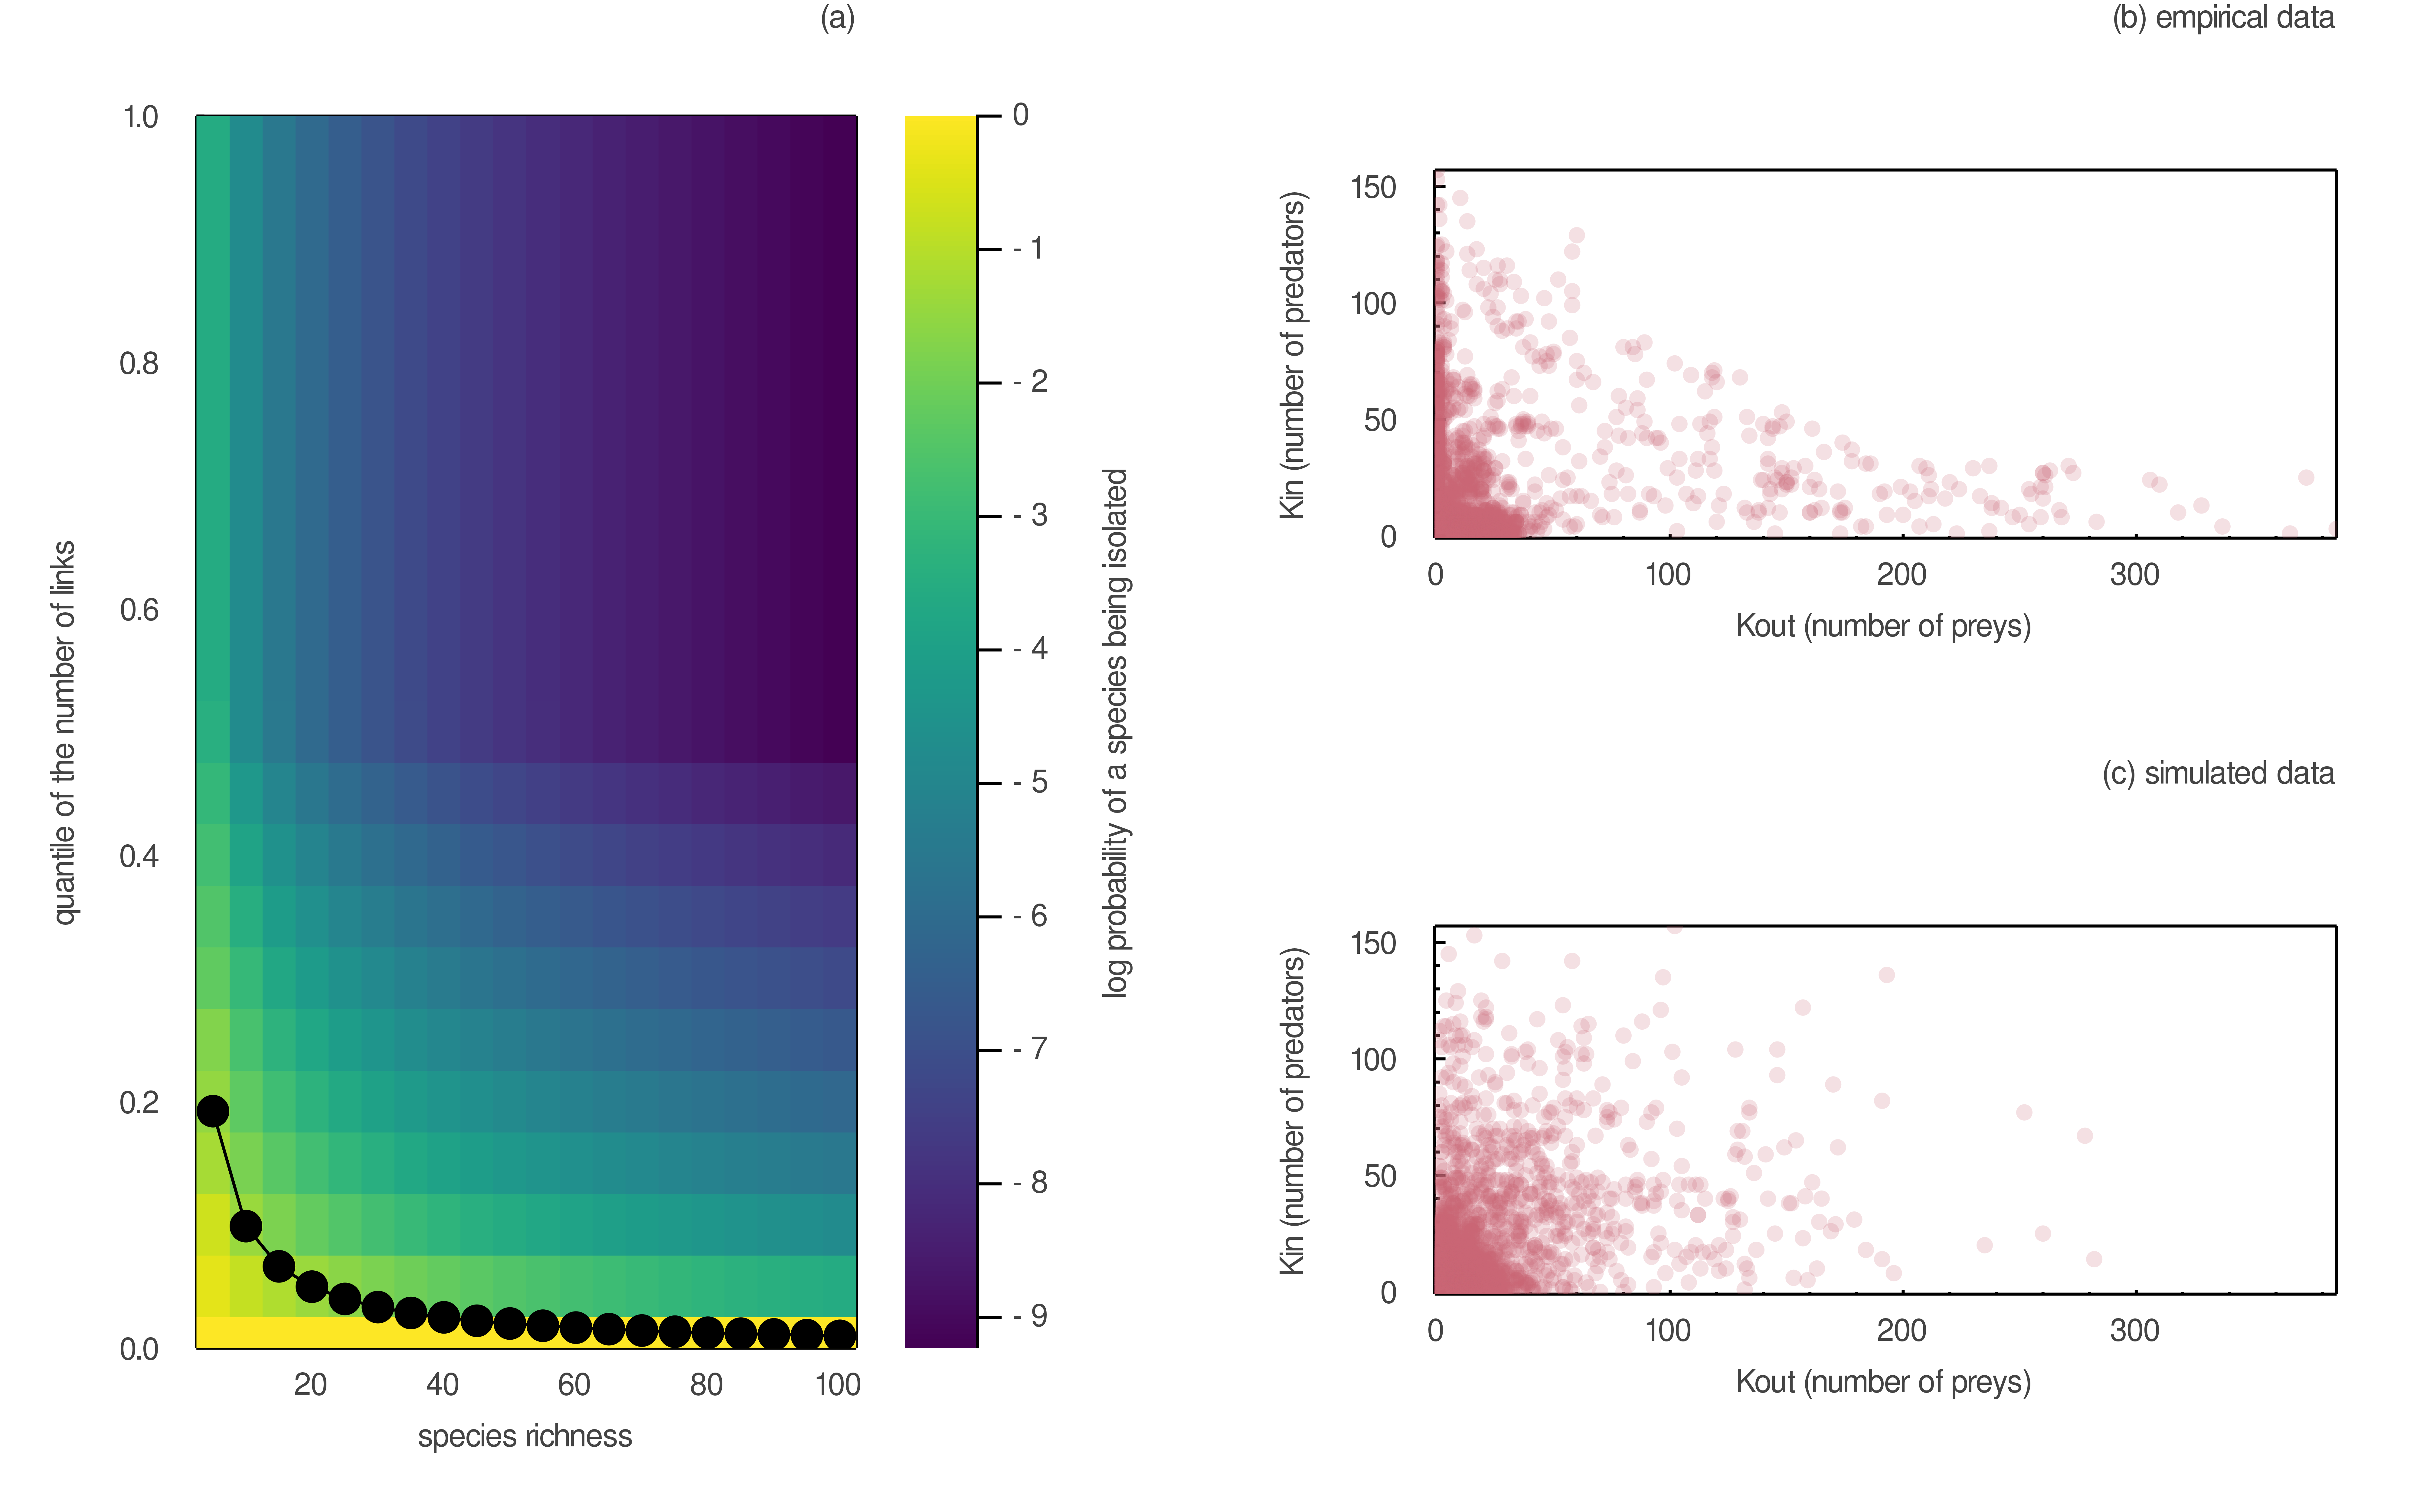 (a)
1.0
0.8
0.6
0.4
0.2
0.0
quantile of the number of links
20 40 60 80 100
species richness
0
- 1
- 2
- 3
- 4
- 5
- 6
- 7
- 8
- 9
log probability of a species being isolated
(b) empirical data
150
100
50
0
Kin (number of predators)
0 100 200 300
Kout (number of preys)
(c) simulated data
150
100
50
0
Kin (number of predators)
0 100 200 300
Kout (number of preys)